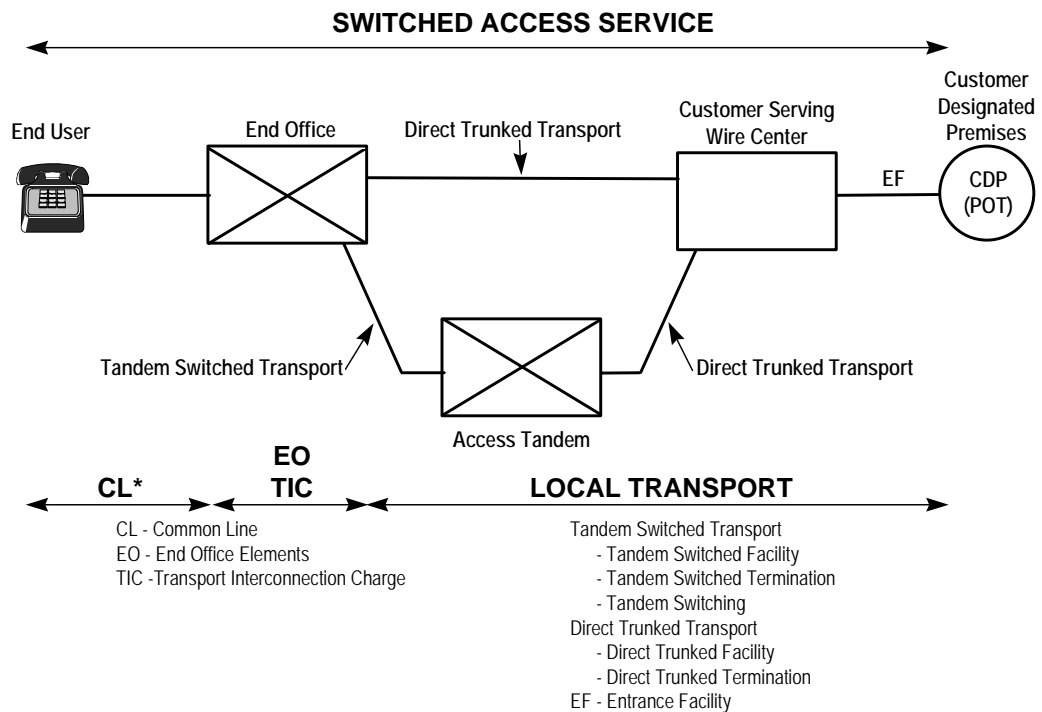 SWITCHED ACCESS SERVICE
Customer
Designated
Premises
End User
End Office
Direct Trunked Transport
Customer Serving
Wire Center
EF
CDP
(POT)
Tandem Switched Transport
Direct Trunked Transport
Access Tandem
CL*
EO
TIC
LOCAL TRANSPORT
CL - Common Line
EO - End Office Elements
TIC -Transport Interconnection Charge
Tandem Switched Transport
- Tandem Switched Facility
- Tandem Switched Termination
- Tandem Switching
Direct Trunked Transport
- Direct Trunked Facility
- Direct Trunked Termination
EF - Entrance Facility